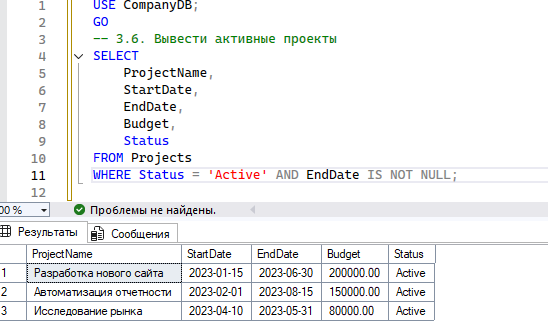 1 USE CompanyDB;
2 GO
3 -- 3.6. Вывести активные проекты
4 SELECT
5 ProjectName,
6 StartDate,
7 EndDate,
8 Budget,
9 Status
10 FROM Projects
11 WHERE Status = 'Active' AND EndDate IS NOT NULL;
12
00 % Проблемы не найдены.
Результаты Сообщения
ProjectName StartDate EndDate Budget Status
1 Разработка нового сайта 2023-01-15 2023-06-30 200000.00 Active
2 Автоматизация отчетности 2023-02-01 2023-08-15 150000.00 Active
3 Исследование рынка 2023-04-10 2023-05-31 80000.00 Active